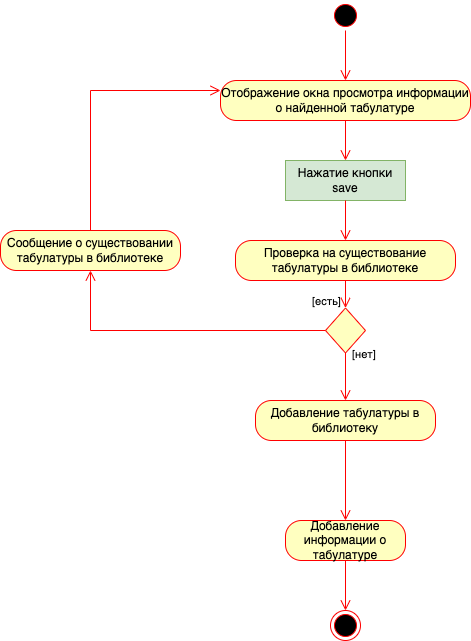 Отображение окна просмотра информации
о найденной табулатуре
Нажатие кнопки
save
Сообщение о существовании
табулатуры в библиотеке
Проверка на существование
табулатуры в библиотеке
[есть]
[нет]
Добавление табулатуры в
библиотеку
Добавление
информации о
табулатуре